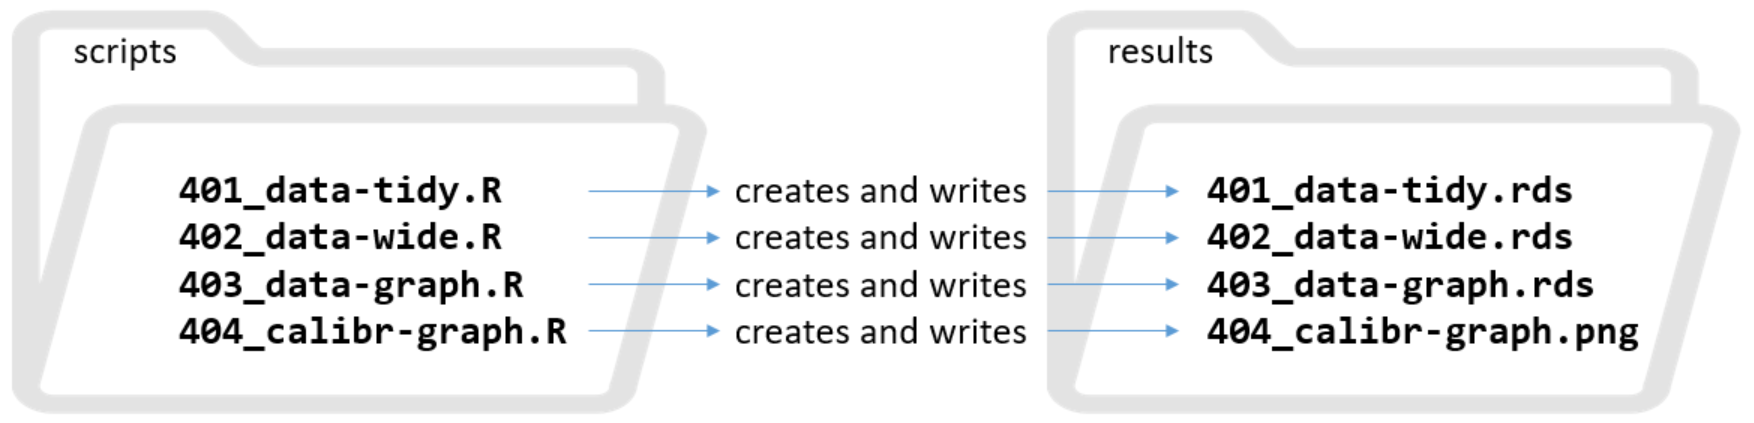 scripts
results
401_data-tidy.R creates and writes 401_data-tidy.rds
402_data-wide.R creates and writes 402_data-wide.rds
403_data-graph.R creates and writes 403_data-graph.rds
404_calibr-graph.R creates and writes 404_calibr-graph.png